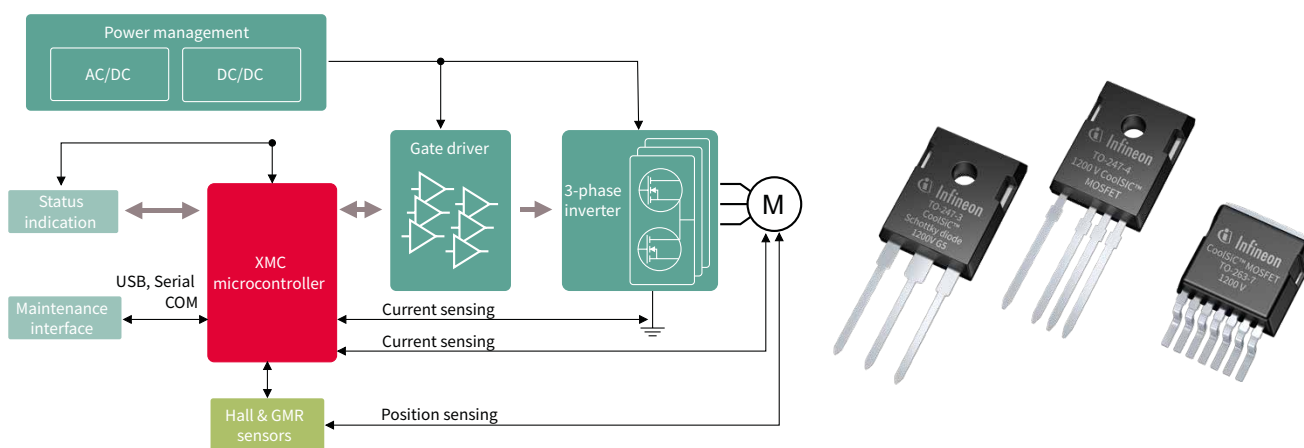 Power management
AC/DC
DC/DC
Gate driver
3-phase
inverter
M
Status
indication
XMC
microcontroller
USB, Serial
COM
Maintenance
interface
Current sensing
Current sensing
Hall & GMR
sensors
Position sensing
Infineon
TO-247-3
CoolSiC™
Schottky diode
1200V G5
Infineon
TO-247-4
1200 V CoolSiC™
MOSFET
Infineon
CoolSiC™ MOSFET
TO-263-7
1200 V